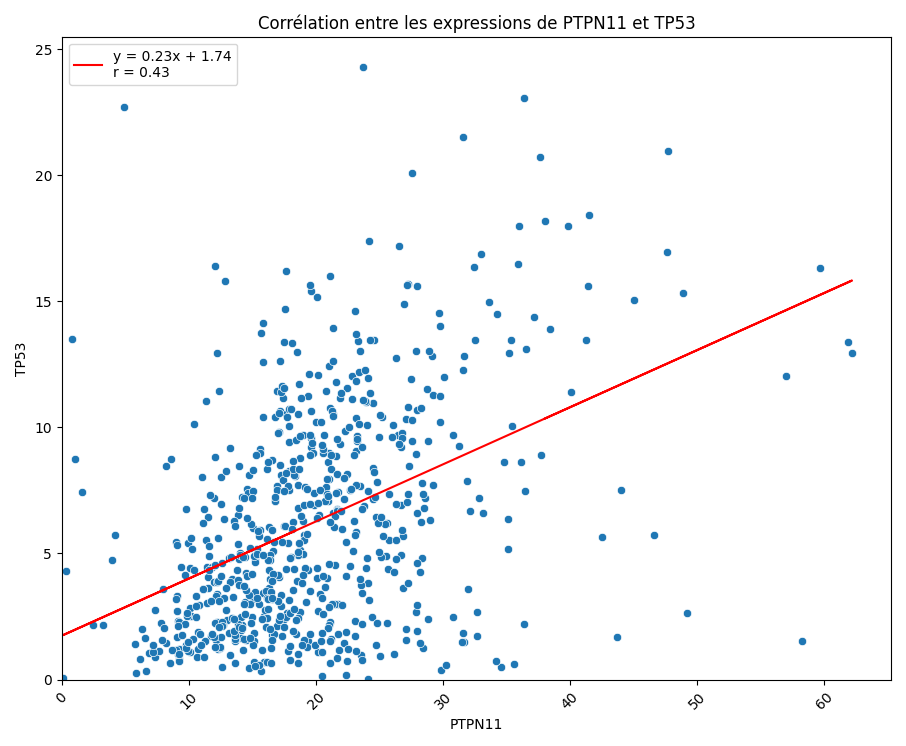 Corrélation entre les expressions de PTPN11 et TP53
y = 0.23x + 1.74
r = 0.43
25
20
15
10
5
0
TP53
0 10 20 30 40 50 60
PTPN11